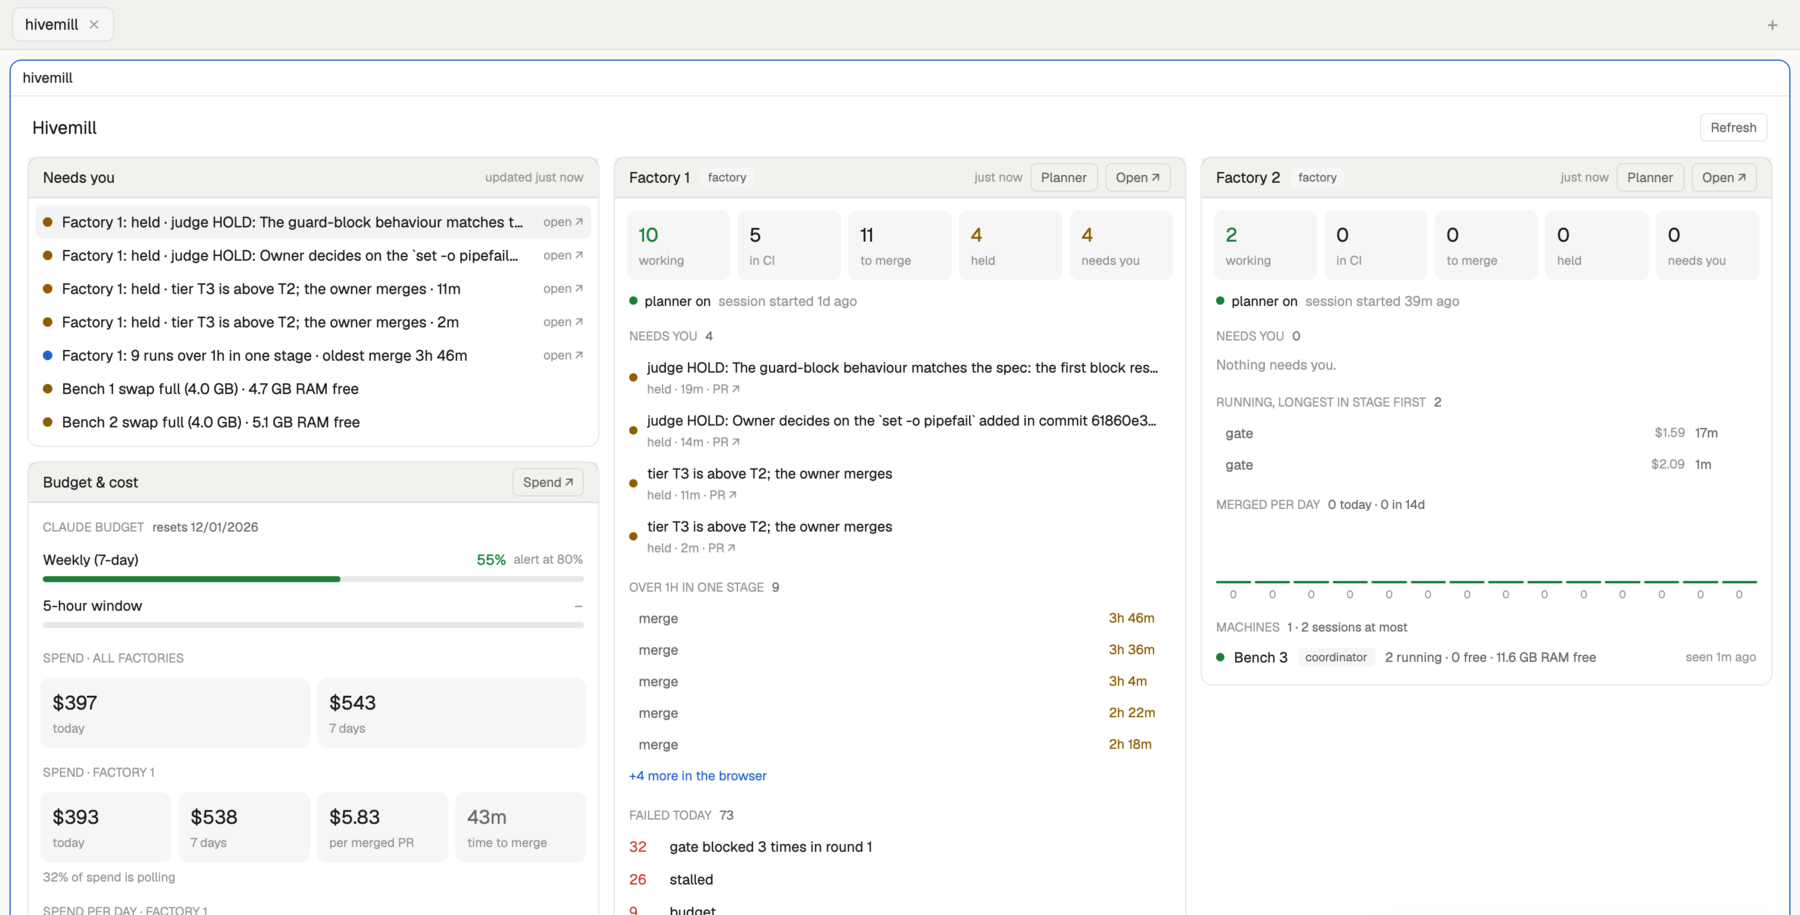 hivemill ×
+
hivemill
Hivemill
Refresh
Needs you updated just now
Factory 1: held · judge HOLD: The guard-block behaviour matches t... open ↗
Factory 1: held · judge HOLD: Owner decides on the `set -o pipefail... open ↗
Factory 1: held · tier T3 is above T2; the owner merges · 11m open ↗
Factory 1: held · tier T3 is above T2; the owner merges · 2m open ↗
Factory 1: 9 runs over 1h in one stage · oldest merge 3h 46m open ↗
Bench 1 swap full (4.0 GB) · 4.7 GB RAM free
Bench 2 swap full (4.0 GB) · 5.1 GB RAM free
Budget & cost Spend ↗
CLAUDE BUDGET resets 12/01/2026
Weekly (7-day) 55% alert at 80%
5-hour window –
SPEND · ALL FACTORIES
$397 $543
today 7 days
SPEND · FACTORY 1
$393 $538 $5.83 43m
today 7 days per merged PR time to merge
32% of spend is polling
SPEND PER DAY · FACTORY 1
Factory 1 factory just now Planner Open ↗
10 5 11 4 4
working in CI to merge held needs you
planner on session started 1d ago
NEEDS YOU 4
judge HOLD: The guard-block behaviour matches the spec: the first block res...
held · 19m · PR ↗
judge HOLD: Owner decides on the `set -o pipefail` added in commit 61860e3...
held · 14m · PR ↗
tier T3 is above T2; the owner merges
held · 11m · PR ↗
tier T3 is above T2; the owner merges
held · 2m · PR ↗
OVER 1H IN ONE STAGE 9
merge 3h 46m
merge 3h 36m
merge 3h 4m
merge 2h 22m
merge 2h 18m
+4 more in the browser
FAILED TODAY 73
32 gate blocked 3 times in round 1
26 stalled
9 budget
Factory 2 factory just now Planner Open ↗
2 0 0 0 0
working in CI to merge held needs you
planner on session started 39m ago
NEEDS YOU 0
Nothing needs you.
RUNNING, LONGEST IN STAGE FIRST 2
gate $1.59 17m
gate $2.09 1m
MERGED PER DAY 0 today · 0 in 14d
0 0 0 0 0 0 0 0 0 0 0 0 0 0
MACHINES 1 · 2 sessions at most
Bench 3 coordinator 2 running · 0 free · 11.6 GB RAM free seen 1m ago